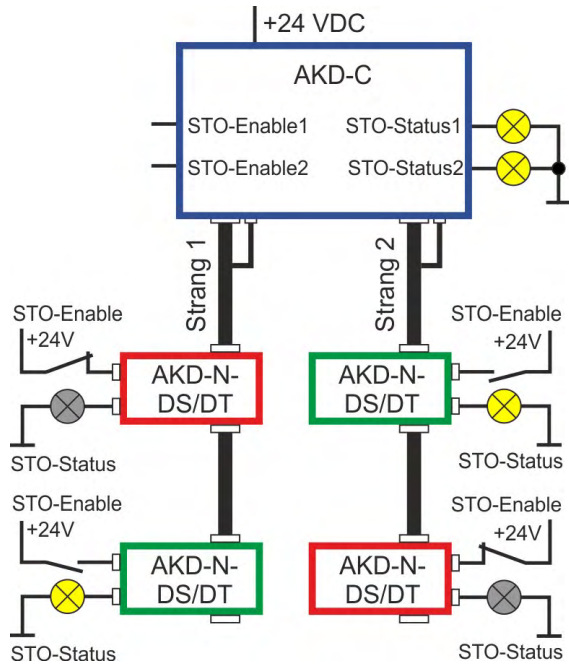 +24 VDC
AKD-C
STO-Enable1 STO-Status1
STO-Enable2 STO-Status2
Strang 1
Strang 2
STO-Enable
+24V
AKD-N-
DS/DT
STO-Status
STO-Enable
+24V
AKD-N-
DS/DT
STO-Status
STO-Enable
+24V
AKD-N-
DS/DT
STO-Status
STO-Enable
+24V
AKD-N-
DS/DT
STO-Status